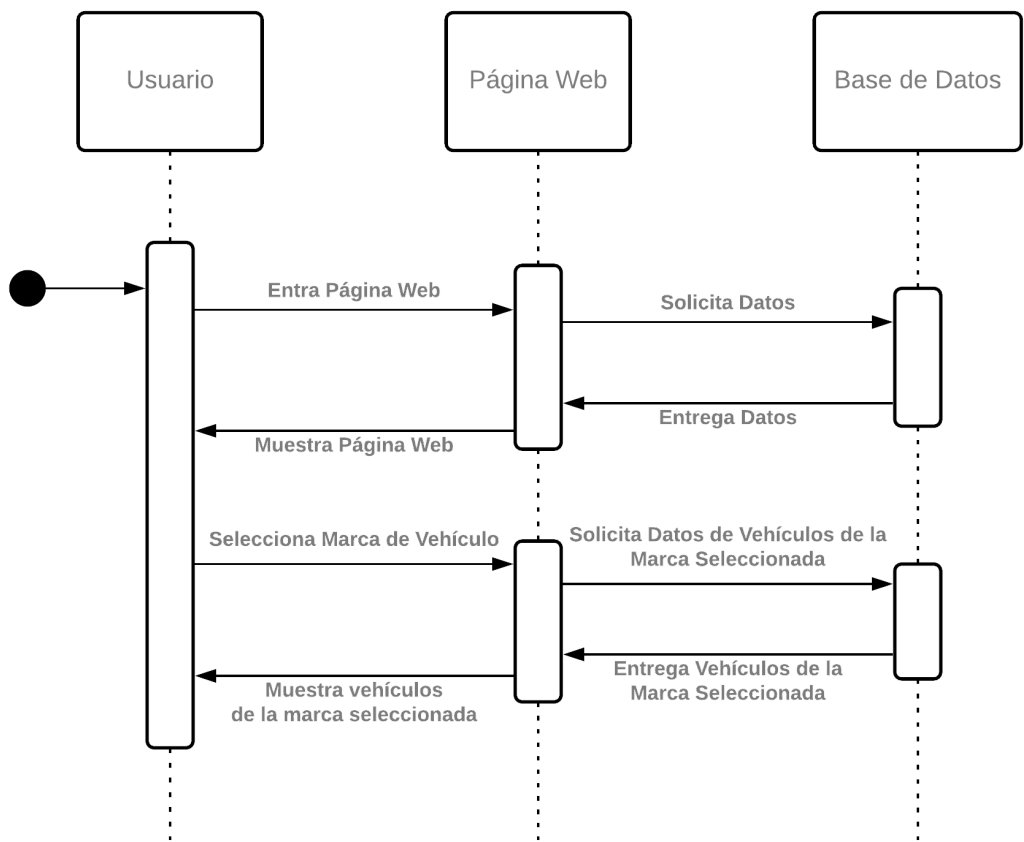 Usuario
Página Web
Base de Datos
Entra Página Web
Solicita Datos
Entrega Datos
Muestra Página Web
Selecciona Marca de Vehículo
Solicita Datos de Vehículos de la
Marca Seleccionada
Entrega Vehículos de la
Marca Seleccionada
Muestra vehículos
de la marca seleccionada